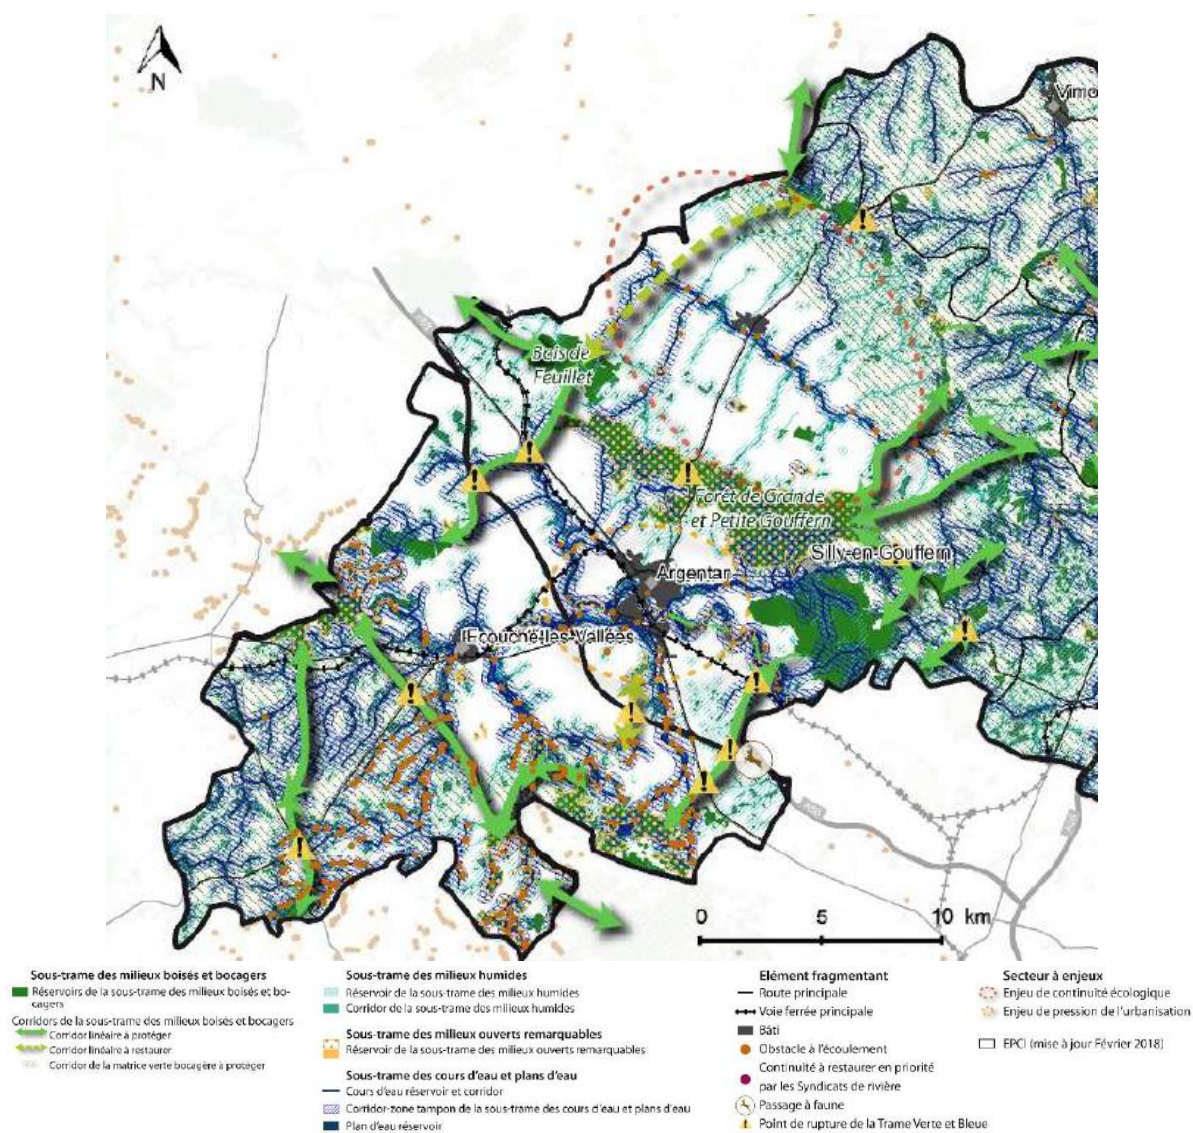 N
Vimo
Bois de
Feuillet
Forêt de Grande
et Petite Gouffern
Silly-en-Gouffern
Argentar
Ecouché-les-Vallées
0 5 10 km
Sous-trame des milieux boisés et bocagers
Réservoirs de la sous-trame des milieux boisés et bo-
cagers
Corridors de la sous-trame des milieux boisés et bocagers
Corridor linéaire à protéger
Corridor linéaire à restaurer
Corridor de la matrice verte bocagère à protéger
Sous-trame des milieux humides
Réservoir de la sous-trame des milieux humides
Corridor de la sous-trame des milieux humides
Sous-trame des milieux ouverts remarquables
Réservoir de la sous-trame des milieux ouverts remarquables
Sous-trame des cours d'eau et plans d'eau
Cours d'eau réservoir et corridor
Corridor-zone tampon de la sous-trame des cours d'eau et plans d'eau
Plan d'eau réservoir
Elément fragmentant
Route principale
Voie ferrée principale
Bâti
Obstacle à l'écoulement
Continuité à restaurer en priorité
par les Syndicats de rivière
Passage à faune
Point de rupture de la Trame Verte et Bleue
Secteur à enjeux
Enjeu de continuité écologique
Enjeu de pression de l'urbanisation
EPCI (mise à jour Février 2018)